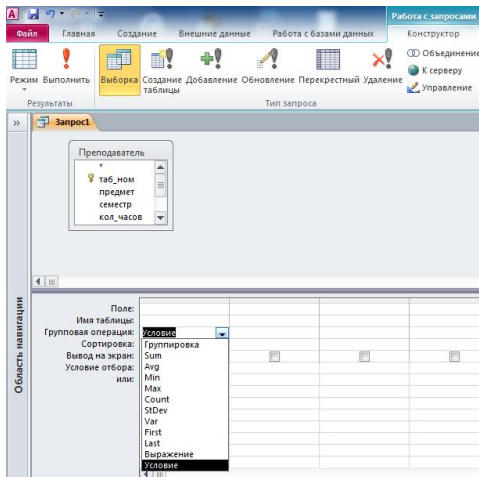 Работа с запросами
Файл Главная Создание Внешние данные Работа с базами данных Конструктор
Режим Выполнить Выборка Создание таблицы Добавление Обновление Перекрестный Удаление
Объединение
К серверу
Управление
Результаты Тип запроса
» Запрос1
Преподаватель
*
таб_ном
предмет
семестр
кол_часов
Область навигации
Поле:
Имя таблицы:
Групповая операция: Условие
Сортировка:
Вывод на экран:
Условие отбора:
или:
Группировка
Sum
Avg
Min
Max
Count
StDev
Var
First
Last
Выражение
Условие